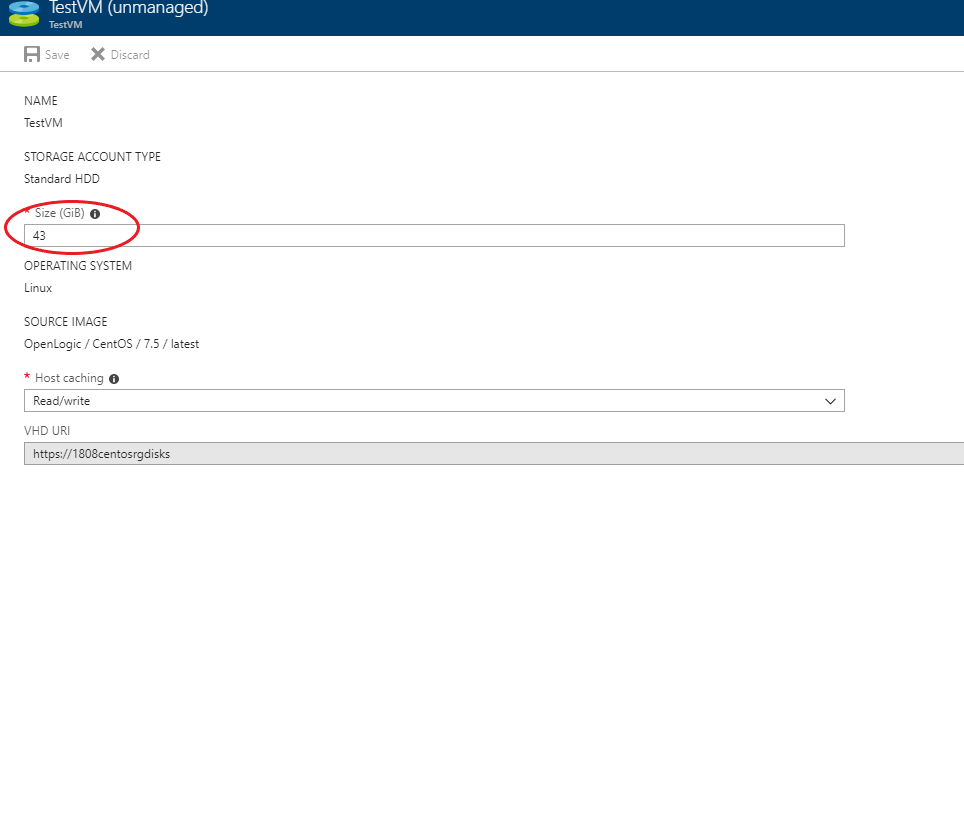 TestVM (unmanaged)
TestVM
Save Discard
NAME
TestVM
STORAGE ACCOUNT TYPE
Standard HDD
* Size (GiB)
43
OPERATING SYSTEM
Linux
SOURCE IMAGE
OpenLogic / CentOS / 7.5 / latest
* Host caching
Read/write
VHD URI
https://1808centosrgdisks